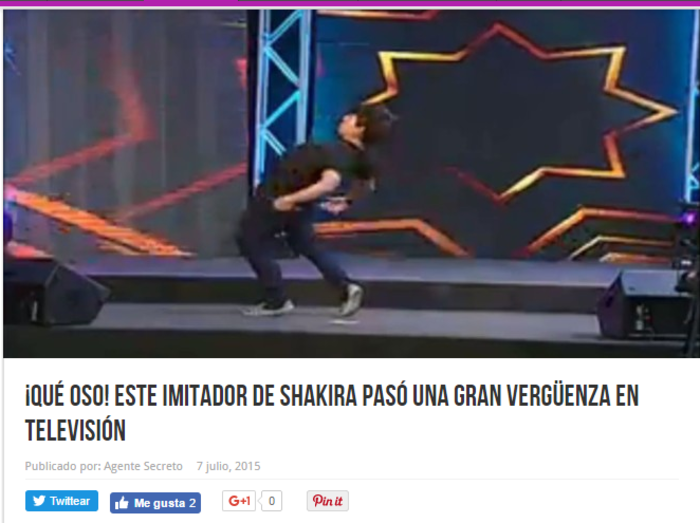 ¡QUÉ OSO! ESTE IMITADOR DE SHAKIRA PASÓ UNA GRAN VERGÜENZA EN
TELEVISIÓN
Publicado por: Agente Secreto 7 julio, 2015
Twittear Me gusta 2 G+1 0 Pin it